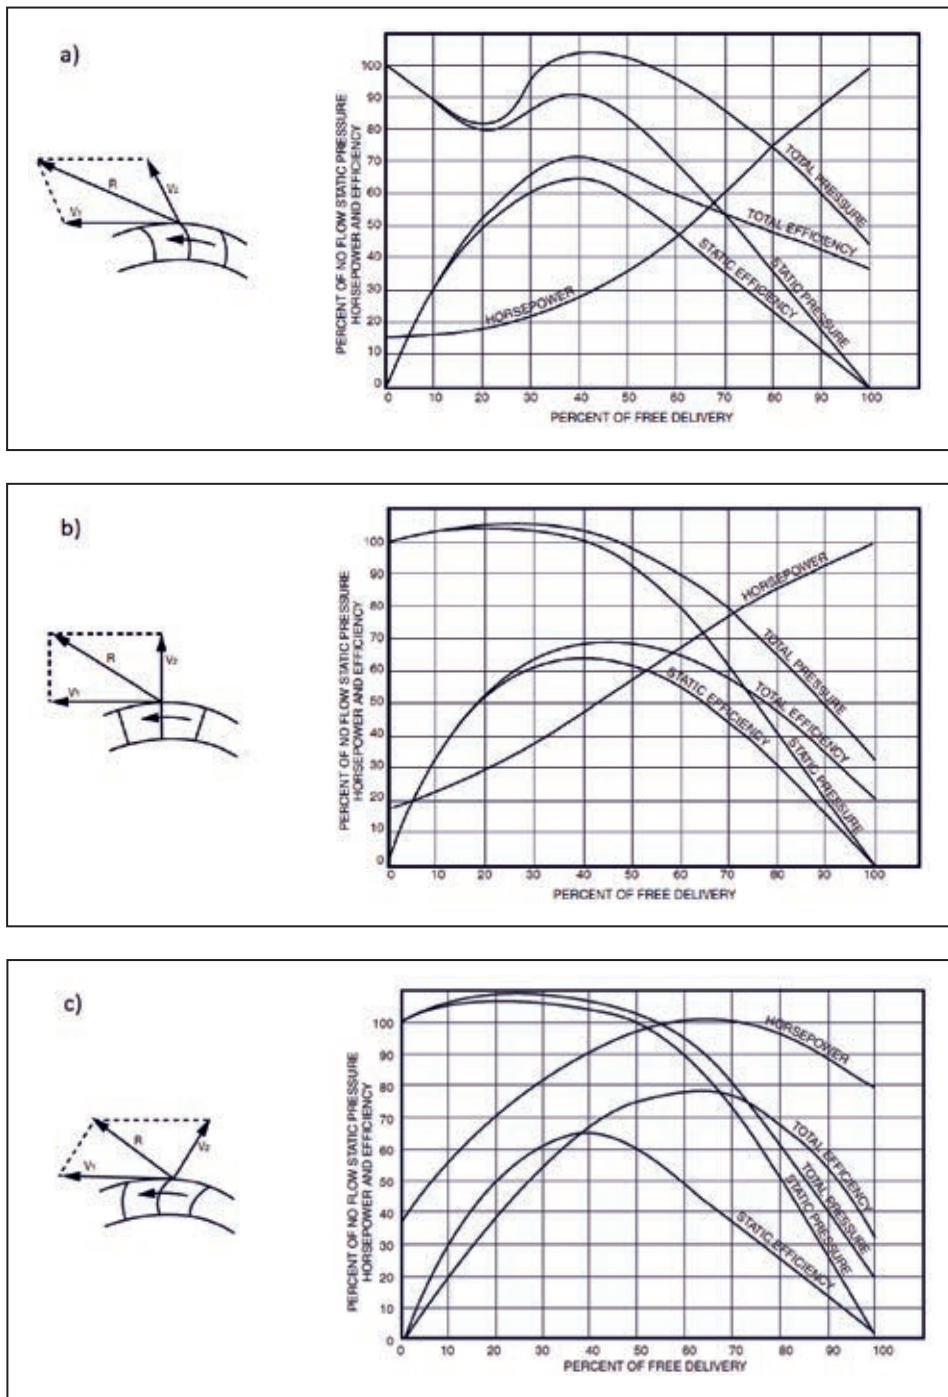 a)
PERCENT OF NO FLOW STATIC PRESSURE
HORSEPOWER AND EFFICIENCY
100
90
80
70
60
50
40
30
20
10
0
R
V1
V2
TOTAL PRESSURE
TOTAL EFFICIENCY
STATIC PRESSURE
STATIC EFFICIENCY
HORSEPOWER
0 10 20 30 40 50 60 70 80 90 100
PERCENT OF FREE DELIVERY
b)
PERCENT OF NO FLOW STATIC PRESSURE
HORSEPOWER AND EFFICIENCY
100
90
80
70
60
50
40
30
20
10
0
R
V1
V2
HORSEPOWER
TOTAL PRESSURE
TOTAL EFFICIENCY
STATIC EFFICIENCY
STATIC PRESSURE
0 10 20 30 40 50 60 70 80 90 100
PERCENT OF FREE DELIVERY
c)
PERCENT OF NO FLOW STATIC PRESSURE
HORSEPOWER AND EFFICIENCY
100
90
80
70
60
50
40
30
20
10
0
R
V1
V2
HORSEPOWER
TOTAL EFFICIENCY
TOTAL PRESSURE
STATIC PRESSURE
STATIC EFFICIENCY
0 10 20 30 40 50 60 70 80 90 100
PERCENT OF FREE DELIVERY